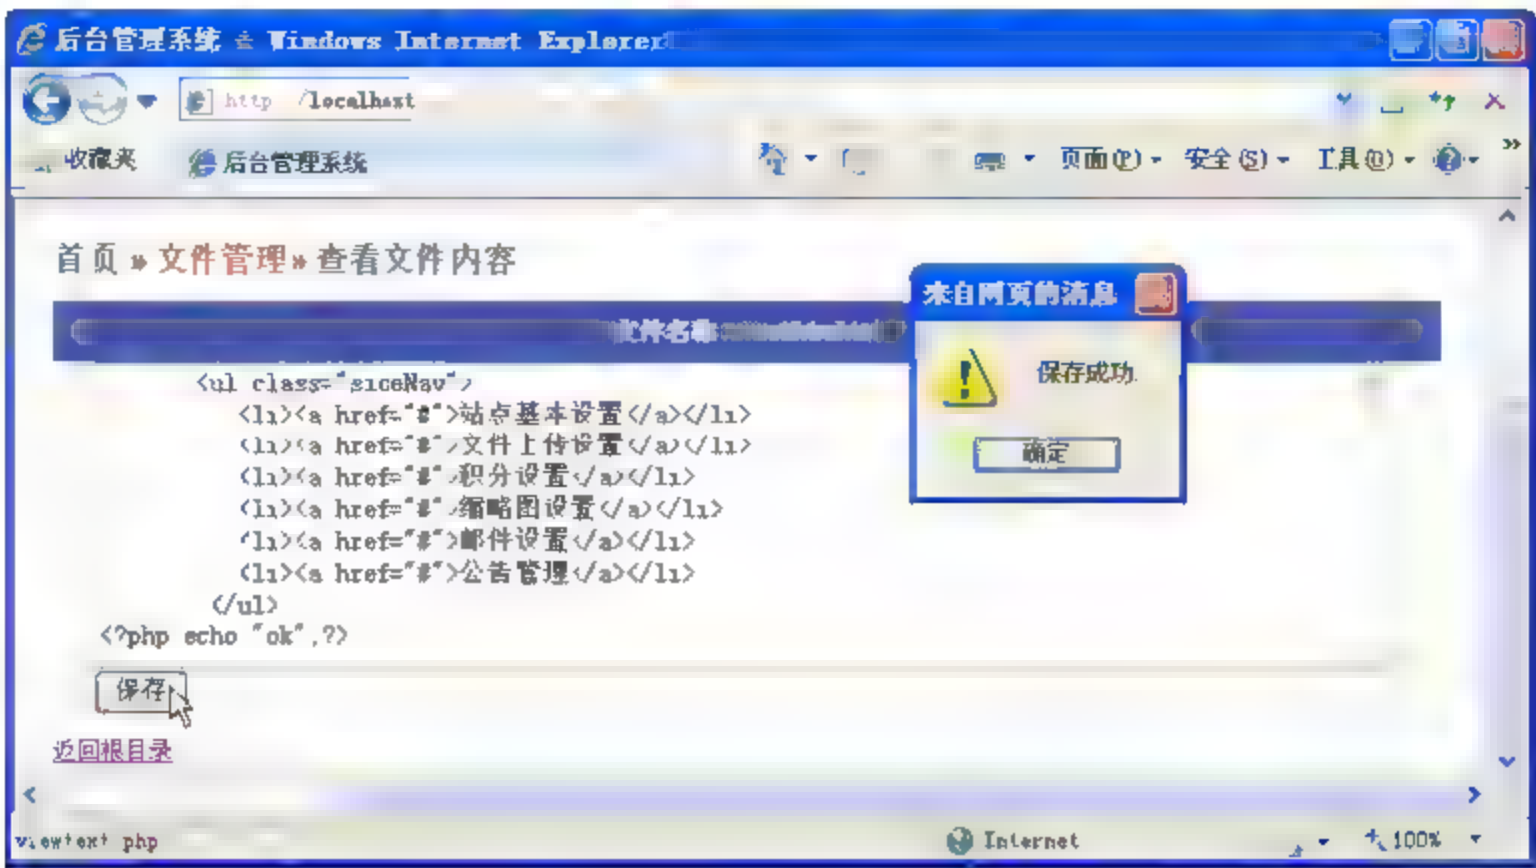 后台管理系统 - Windows Internet Explorer
http /localhost
收藏夹 后台管理系统 页面(P) 安全(S) 工具(O) »
首页 » 文件管理 » 查看文件内容
来自网页的消息
文件名称
保存成功
<ul class="siceNav">
<li><a href="#">站点基本设置</a></li>
<li><a href="#">文件上传设置</a></li>
确定
<li><a href="#">积分设置</a></li>
<li><a href="#">缩略图设置</a></li>
<li><a href="#">邮件设置</a></li>
<li><a href="#">公告管理</a></li>
</ul>
<?php echo "ok",?>
保存
返回根目录
viewtext php Internet 100%